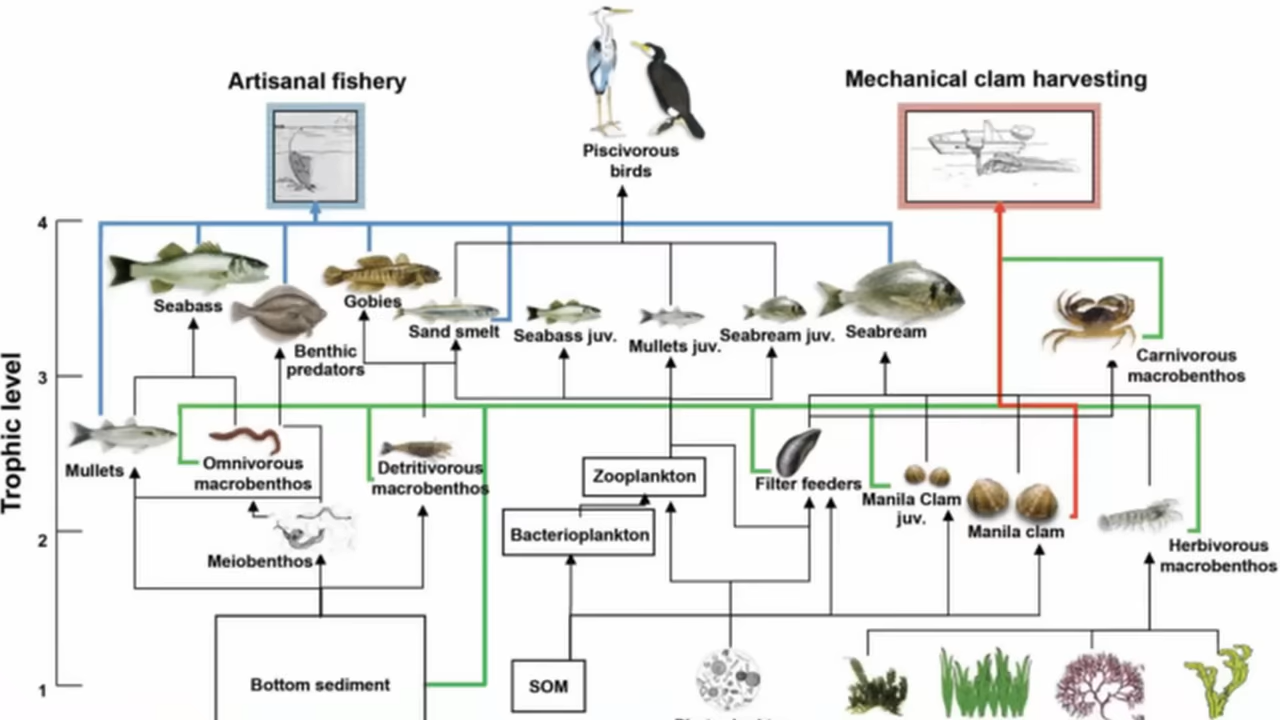 Artisanal fishery
Mechanical clam harvesting
Piscivorous
birds
Trophic level
4
3
2
1
Seabass
Gobies
Benthic
predators
Sand smelt
Seabass juv.
Mullets juv.
Seabream juv.
Seabream
Carnivorous
macrobenthos
Mullets
Omnivorous
macrobenthos
Detritivorous
macrobenthos
Zooplankton
Filter feeders
Manila Clam
juv.
Manila clam
Herbivorous
macrobenthos
Bacterioplankton
Meiobenthos
Bottom sediment
SOM